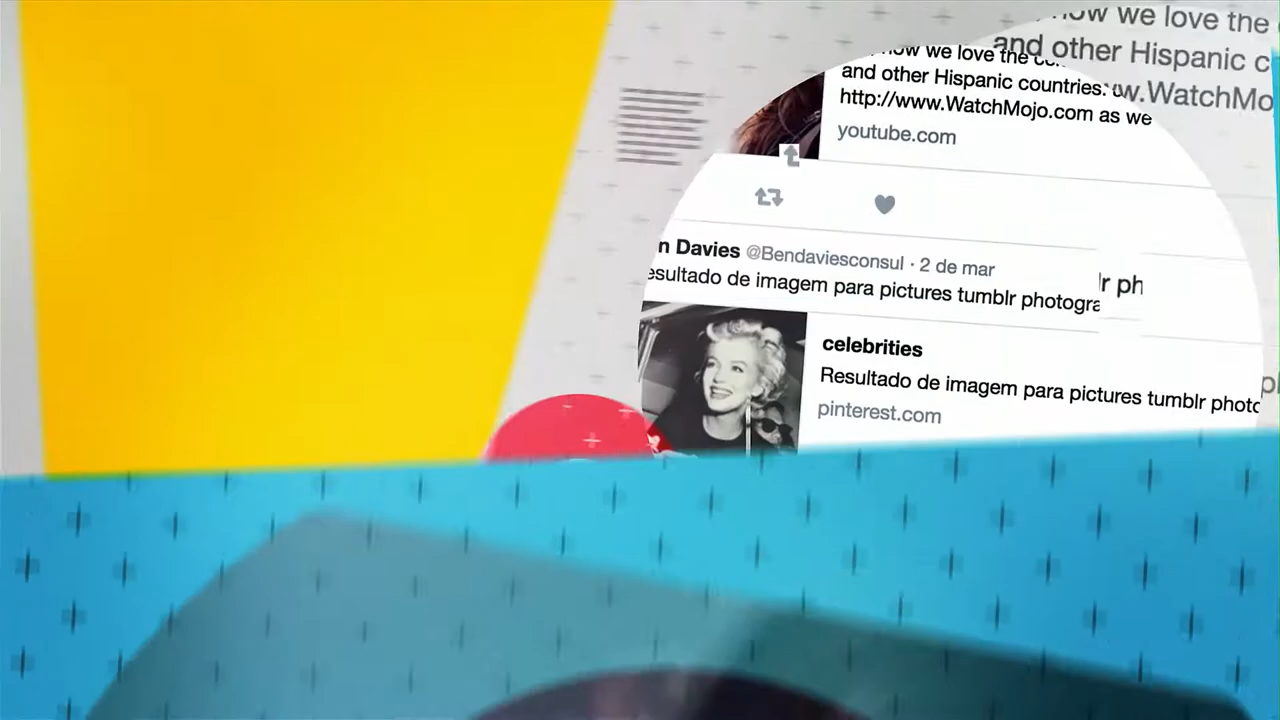 now we love the
and other Hispanic c
w.WatchMo
now we love the
and other Hispanic countries.
http://www.WatchMojo.com as we
youtube.com
n Davies @Bendaviesconsul · 2 de mar
esultado de imagem para pictures tumblr photogra
r ph
celebrities
Resultado de imagem para pictures tumblr photo
pinterest.com